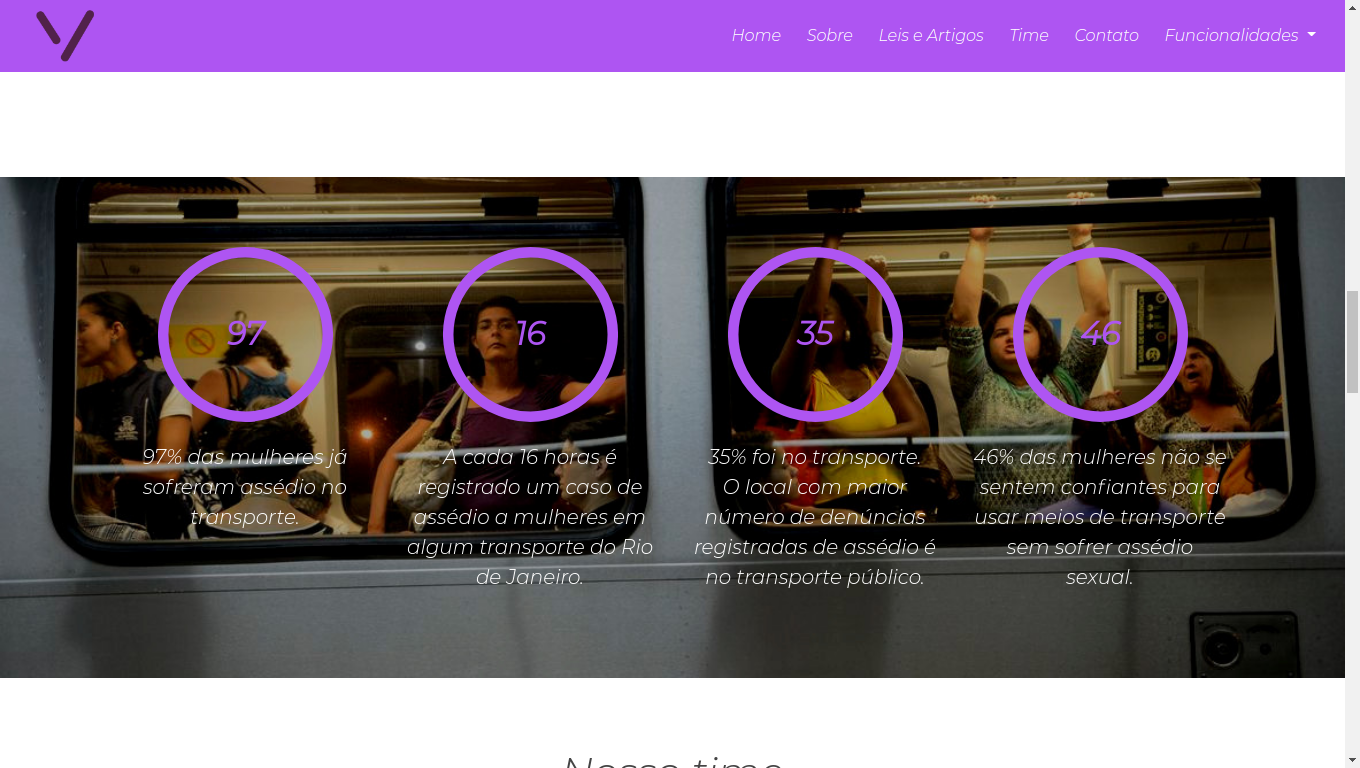 Home Sobre Leis e Artigos Time Contato Funcionalidades
97
16
35
46
97% das mulheres já
sofreram assédio no
transporte.
A cada 16 horas é
registrado um caso de
assédio a mulheres em
algum transporte do Rio
de Janeiro.
35% foi no transporte.
O local com maior
número de denúncias
registradas de assédio é
no transporte público.
46% das mulheres não se
sentem confiantes para
usar meios de transporte
sem sofrer assédio
sexual.
SAÍDA DE EMERGÊNCIA
Nosso time